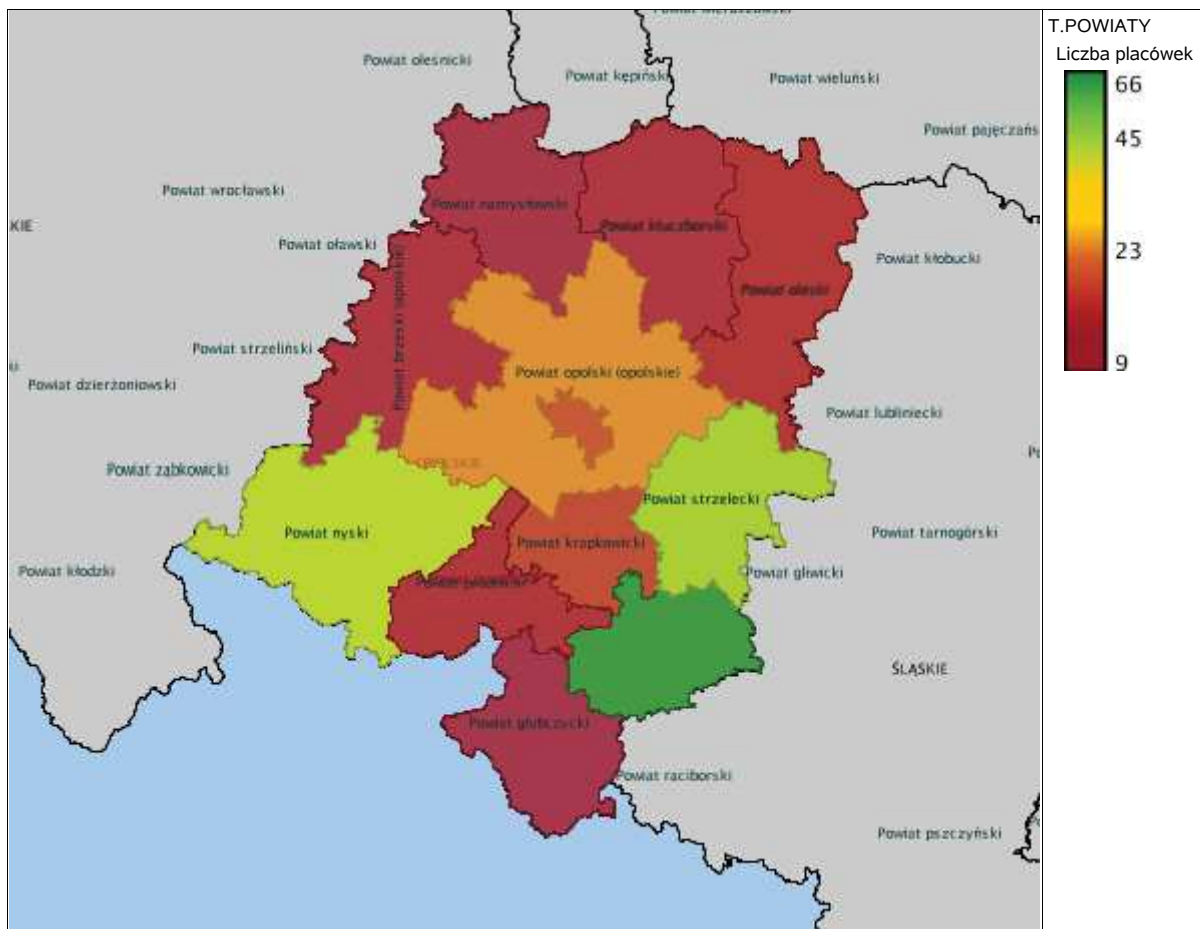 T.POWIATY
Liczba placówek
66
45
23
9
Powiat oleśnicki
Powiat kępiński
Powiat wieluński
Powiat pajęczańs
Powiat wrocławski
Powiat namysłowski
KIE
Powiat kluczborski
Powiat oławski
Powiat kłobucki
Powiat oleski
Powiat brzeski (opolskie)
Powiat strzeliński
Powiat opolski (opolskie)
Powiat dzierżoniowski
Powiat lubliniecki
Powiat ząbkowicki
OPOLSKIE
Powiat strzelecki
Powiat nyski
Powiat krapkowicki
Powiat tarnogórski
Powiat kłodzki
Powiat gliwicki
Powiat prudnicki
ŚLĄSKIE
Powiat głubczycki
Powiat raciborski
Powiat pszczyński